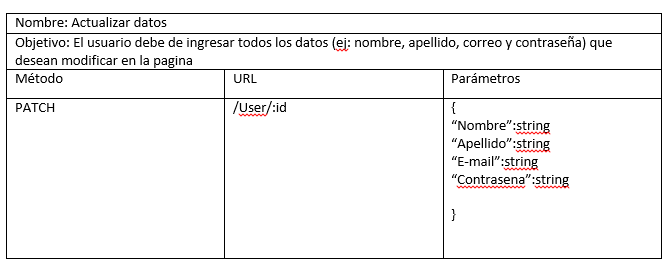 Nombre: Actualizar datos
Objetivo: El usuario debe de ingresar todos los datos (ej: nombre, apellido, correo y contraseña) que
desean modificar en la pagina
Método URL Parámetros
PATCH /User/:id {
“Nombre”:string
“Apellido”:string
“E-mail”:string
“Contrasena”:string
}